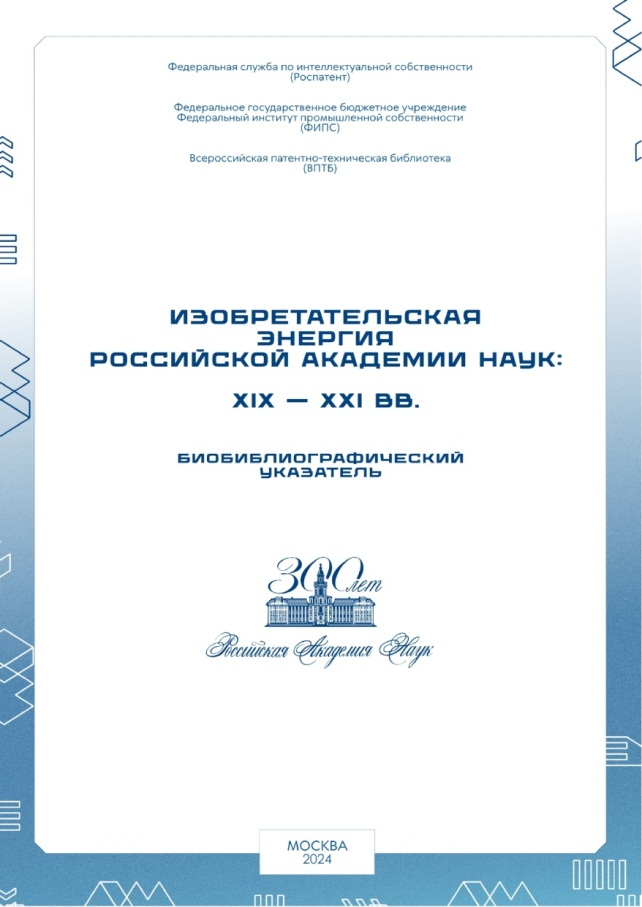 Федеральная служба по интеллектуальной собственности
(Роспатент)
Федеральное государственное бюджетное учреждение
Федеральный институт промышленной собственности
(ФИПС)
Всероссийская патентно-техническая библиотека
(ВПТБ)
ИЗОБРЕТАТЕЛЬСКАЯ
ЭНЕРГИЯ
РОССИЙСКОЙ АКАДЕМИИ НАУК:
XIX — XXI ВВ.
БИОБИБЛИОГРАФИЧЕСКИЙ
УКАЗАТЕЛЬ
300 лет
Российская Академия Наук
МОСКВА
2024